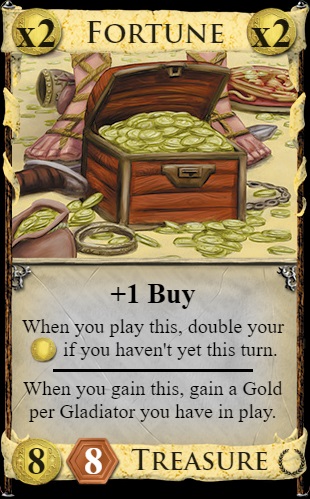 x2 FORTUNE x2
+1 Buy
When you play this, double your
if you haven't yet this turn.
When you gain this, gain a Gold
per Gladiator you have in play.
8 8 TREASURE